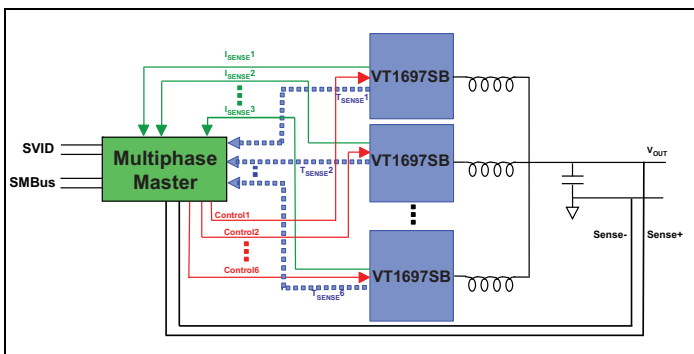 ISENSE1
ISENSE2
ISENSE3
VT1697SB
TSENSE1
SVID
SMBus
Multiphase
Master
VT1697SB
TSENSE2
VOUT
Control1
Control2
Control6
VT1697SB
TSENSE6
Sense-
Sense+